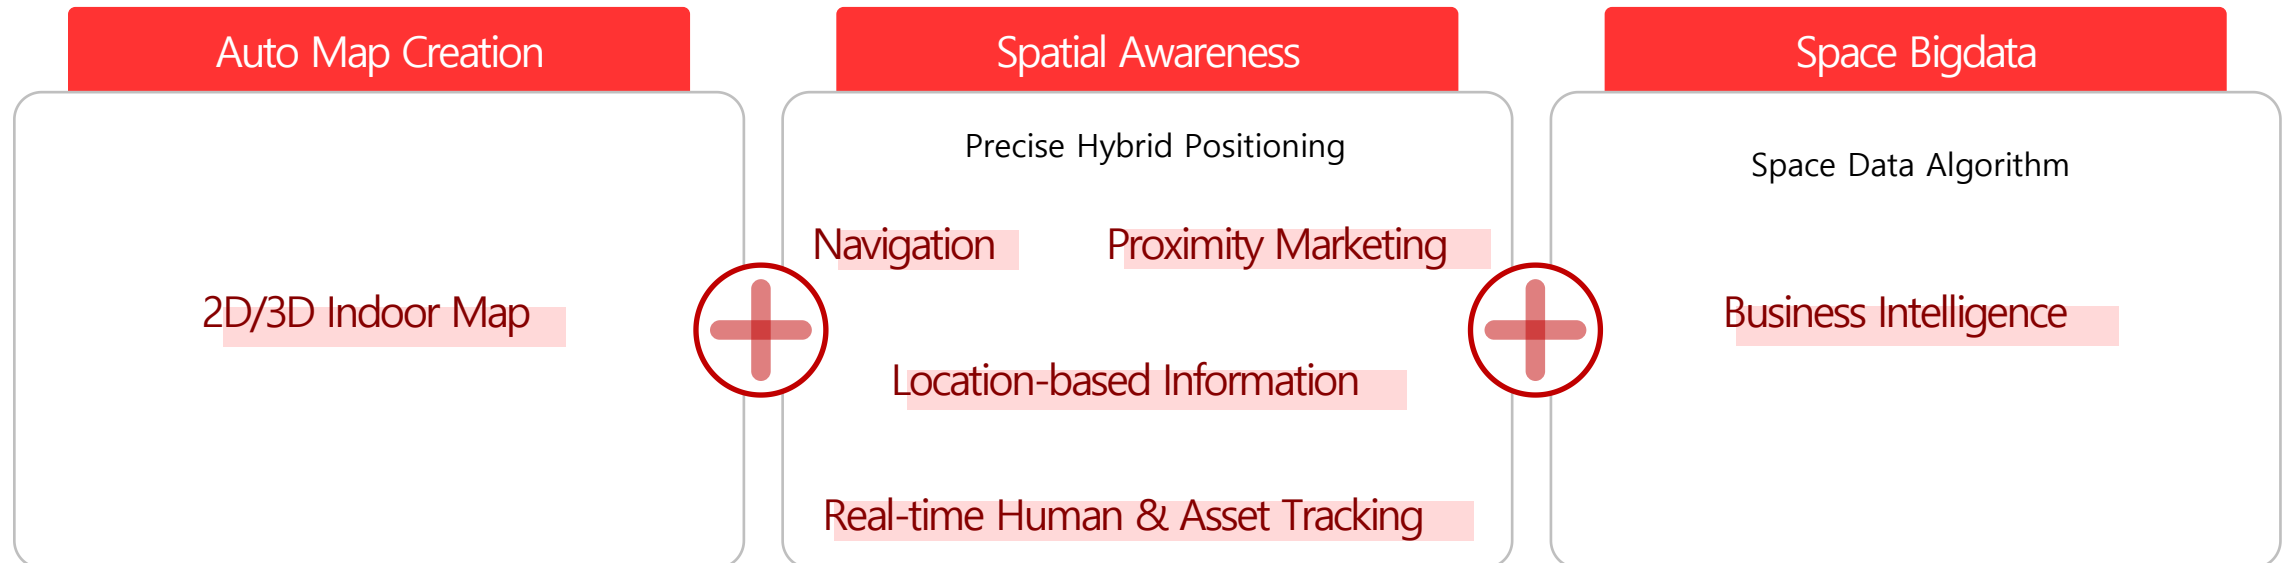 Auto Map Creation
2D/3D Indoor Map
Spatial Awareness
Precise Hybrid Positioning
Navigation
Proximity Marketing
Location-based Information
Real-time Human & Asset Tracking
Space Bigdata
Space Data Algorithm
Business Intelligence